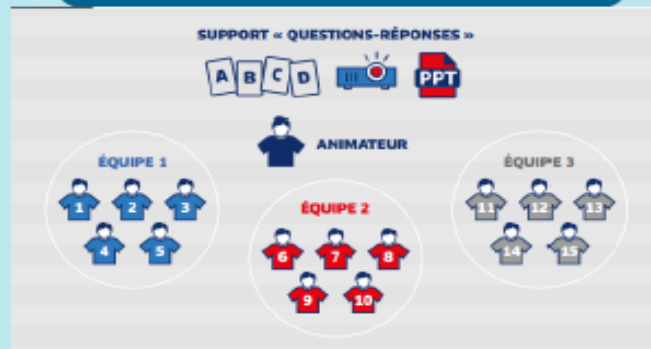 SUPPORT « QUESTIONS-RÉPONSES »
A B C D
PPT
ANIMATEUR
ÉQUIPE 1
1 2 3
4 5
ÉQUIPE 2
6 7 8
9 10
ÉQUIPE 3
11 12 13
14 15